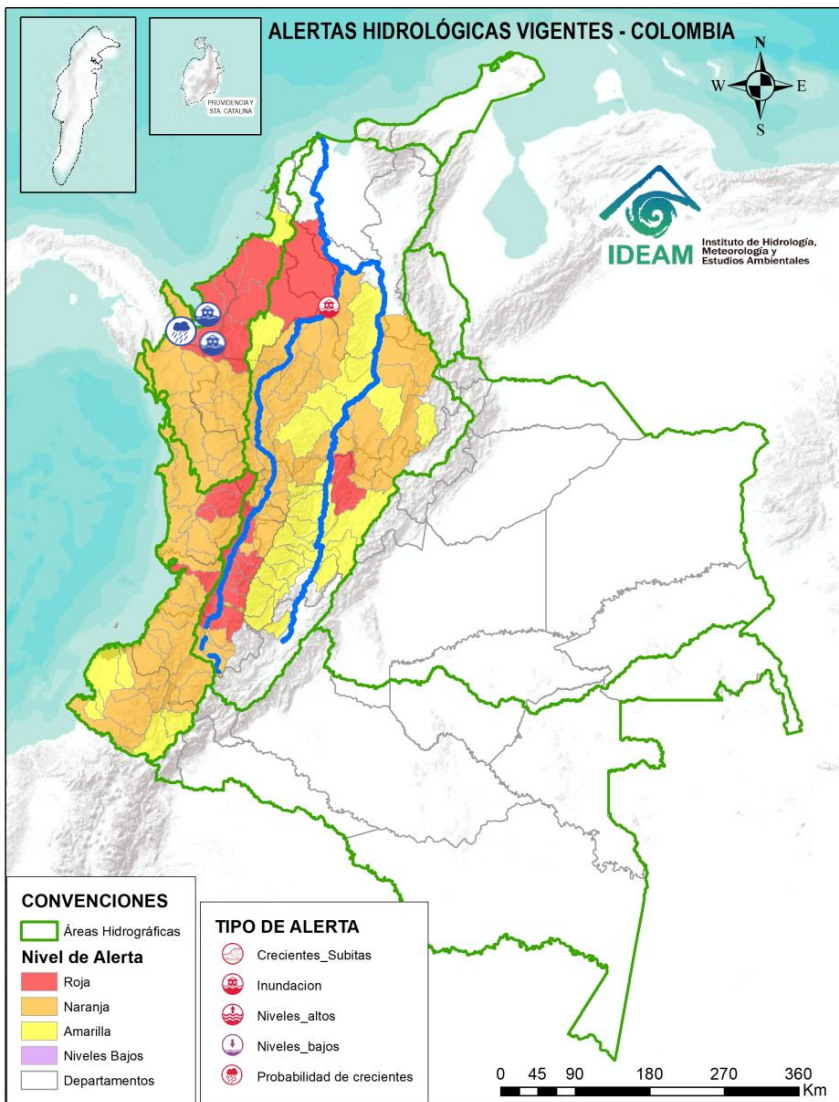 ALERTAS HIDROLÓGICAS VIGENTES - COLOMBIA
PROVIDENCIA Y
STA. CATALINA
N
W
E
S
IDEAM
Instituto de Hidrología,
Meteorología y
Estudios Ambientales
CONVENCIONES
Áreas Hidrográficas
Nivel de Alerta
Roja
Naranja
Amarilla
Niveles Bajos
Departamentos
TIPO DE ALERTA
Crecientes_Subitas
Inundacion
Niveles_altos
Niveles_bajos
Probabilidad de crecientes
0 45 90 180 270 360
Km